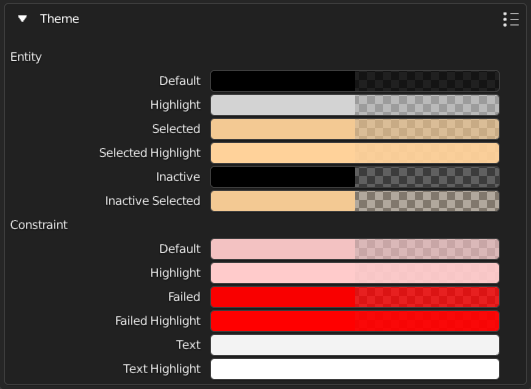 Theme
Entity
Default
Highlight
Selected
Selected Highlight
Inactive
Inactive Selected
Constraint
Default
Highlight
Failed
Failed Highlight
Text
Text Highlight